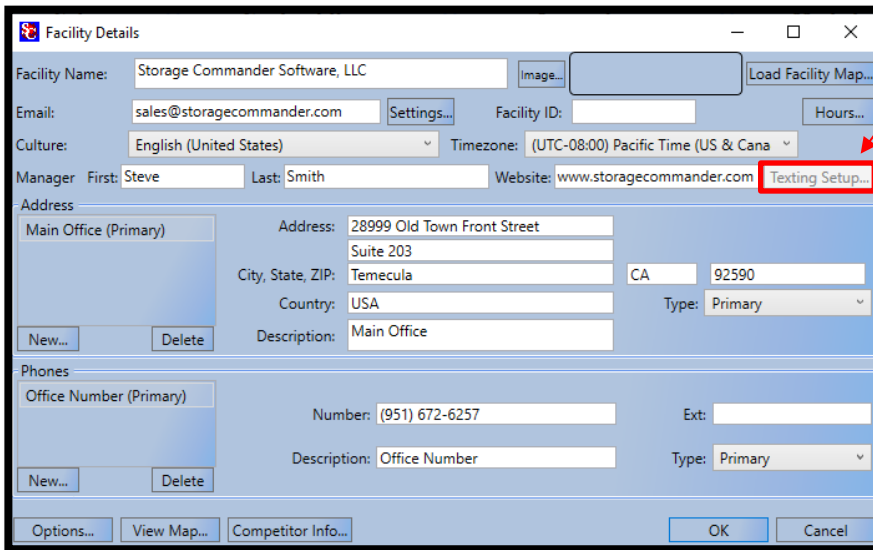 SC Facility Details
Facility Name: Storage Commander Software, LLC Image... Load Facility Map...
Email: sales@storagecommander.com Settings... Facility ID: Hours...
Culture: English (United States) Timezone: (UTC-08:00) Pacific Time (US & Cana
Manager First: Steve Last: Smith Website: www.storagecommander.com Texting Setup...
Address
Main Office (Primary) Address: 28999 Old Town Front Street
Suite 203
City, State, ZIP: Temecula CA 92590
Country: USA Type: Primary
New... Delete Description: Main Office
Phones
Office Number (Primary)
Number: (951) 672-6257 Ext:
Description: Office Number Type: Primary
New... Delete
Options... View Map... Competitor Info... OK Cancel